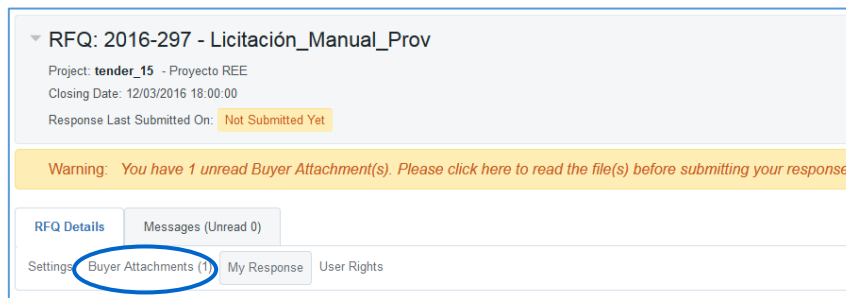 RFQ: 2016-297 - Licitación_Manual_Prov
Project: tender_15 - Proyecto REE
Closing Date: 12/03/2016 18:00:00
Response Last Submitted On: Not Submitted Yet
Warning: You have 1 unread Buyer Attachment(s). Please click here to read the file(s) before submitting your response
RFQ Details Messages (Unread 0)
Settings Buyer Attachments (1) My Response User Rights